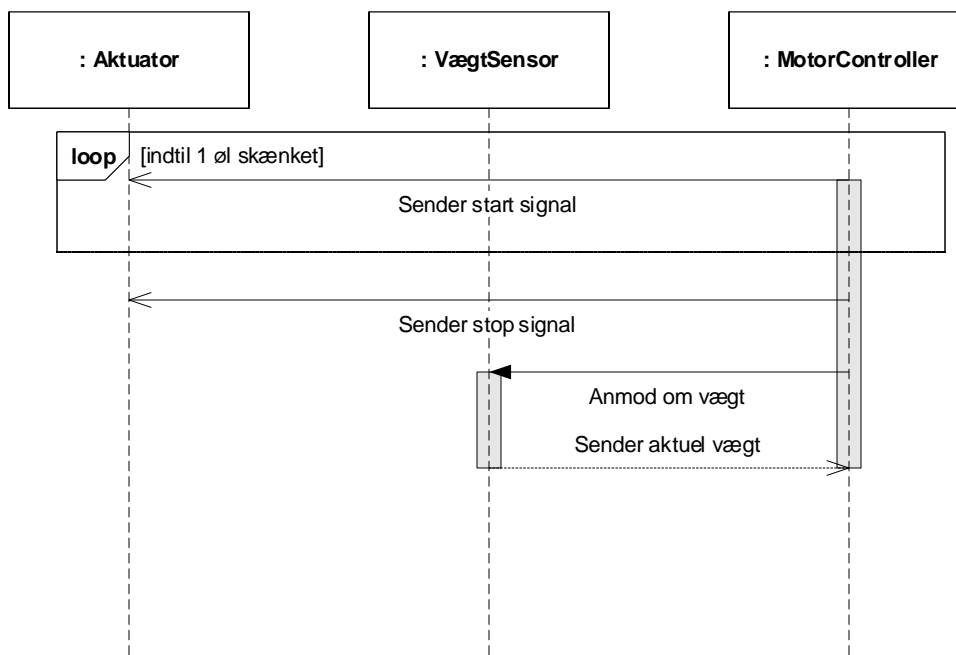 : Aktuator
: VægtSensor
: MotorController
loop
[indtil 1 øl skænket]
Sender start signal
Sender stop signal
Anmod om vægt
Sender aktuel vægt